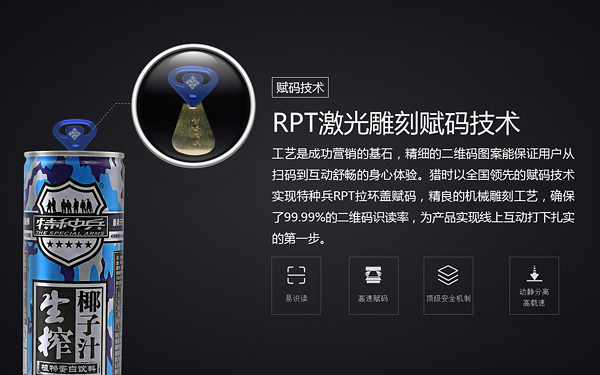 赋码技术
RPT激光雕刻赋码技术
工艺是成功营销的基石，精细的二维码图案能保证用户从
扫码到互动舒畅的身心体验。猎时以全国领先的赋码技术
实现特种兵RPT拉环盖赋码，精良的机械雕刻工艺，确保
了99.99%的二维码识读率，为产品实现线上互动打下扎实
的第一步。
易识读
高速赋码
顶级安全机制
动静分离
高载速
特种兵
THE SPECIAL ARMS
生榨
椰子汁
植物蛋白饮料